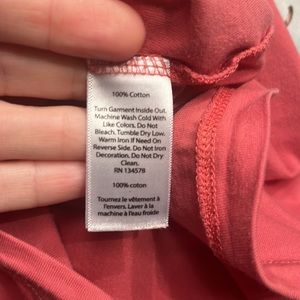 100% Cotton
Turn Garment Inside Out.
Machine Wash Cold With
Like Colors. Do Not
Bleach. Tumble Dry Low.
Warm Iron If Need On
Reverse Side. Do Not Iron
Decoration. Do Not Dry
Clean.
RN 134578
100% coton
Tournez le vêtement à
l'envers. Laver à la
machine à l'eau froide